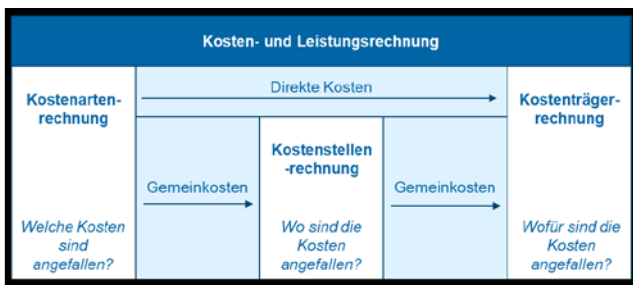 Kosten- und Leistungsrechnung
Direkte Kosten
Kostenarten-
rechnung
Kostenträger-
rechnung
Kostenstellen
-rechnung
Gemeinkosten
Gemeinkosten
Welche Kosten
sind
angefallen?
Wo sind die
Kosten
angefallen?
Wofür sind die
Kosten
angefallen?